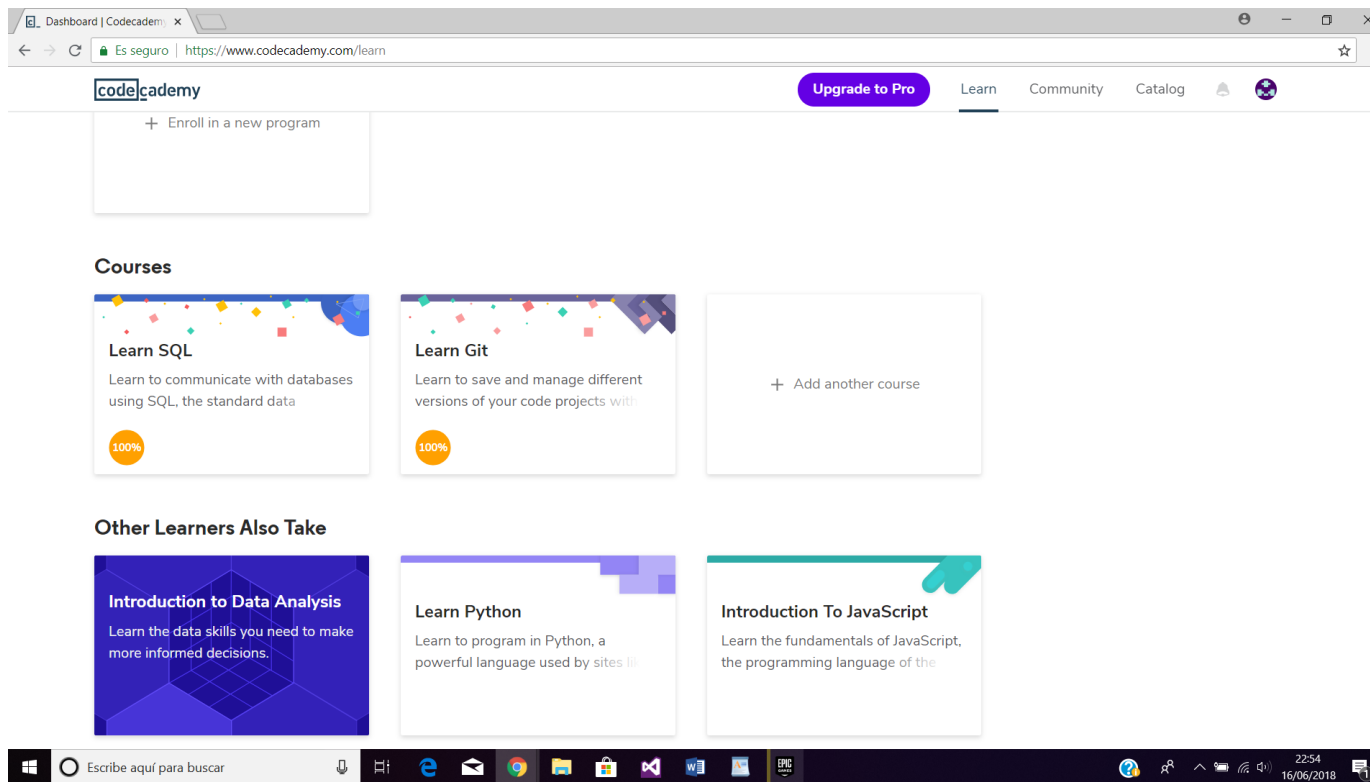 Dashboard | Codecademy
Es seguro | https://www.codecademy.com/learn
codecademy
Upgrade to Pro
Learn
Community
Catalog
+ Enroll in a new program
Courses
Learn SQL
Learn to communicate with databases
using SQL, the standard data
100%
Learn Git
Learn to save and manage different
versions of your code projects with
100%
+ Add another course
Other Learners Also Take
Introduction to Data Analysis
Learn the data skills you need to make
more informed decisions.
Learn Python
Learn to program in Python, a
powerful language used by sites
Introduction To JavaScript
Learn the fundamentals of JavaScript,
the programming language of the
Escribe aquí para buscar
EPIC
GAMES
22:54
16/06/2018